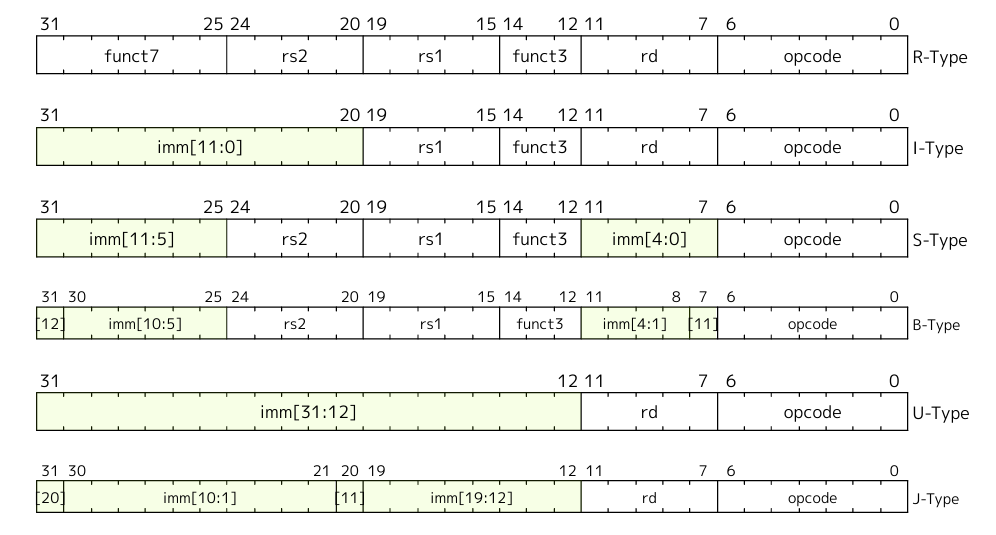 31 25 24 20 19 15 14 12 11 7 6 0
funct7 rs2 rs1 funct3 rd opcode R-Type
31 20 19 15 14 12 11 7 6 0
imm[11:0] rs1 funct3 rd opcode I-Type
31 25 24 20 19 15 14 12 11 7 6 0
imm[11:5] rs2 rs1 funct3 imm[4:0] opcode S-Type
31 30 25 24 20 19 15 14 12 11 8 7 6 0
[12] imm[10:5] rs2 rs1 funct3 imm[4:1] [11] opcode B-Type
31 12 11 7 6 0
imm[31:12] rd opcode U-Type
31 30 21 20 19 12 11 7 6 0
[20] imm[10:1] [11] imm[19:12] rd opcode J-Type